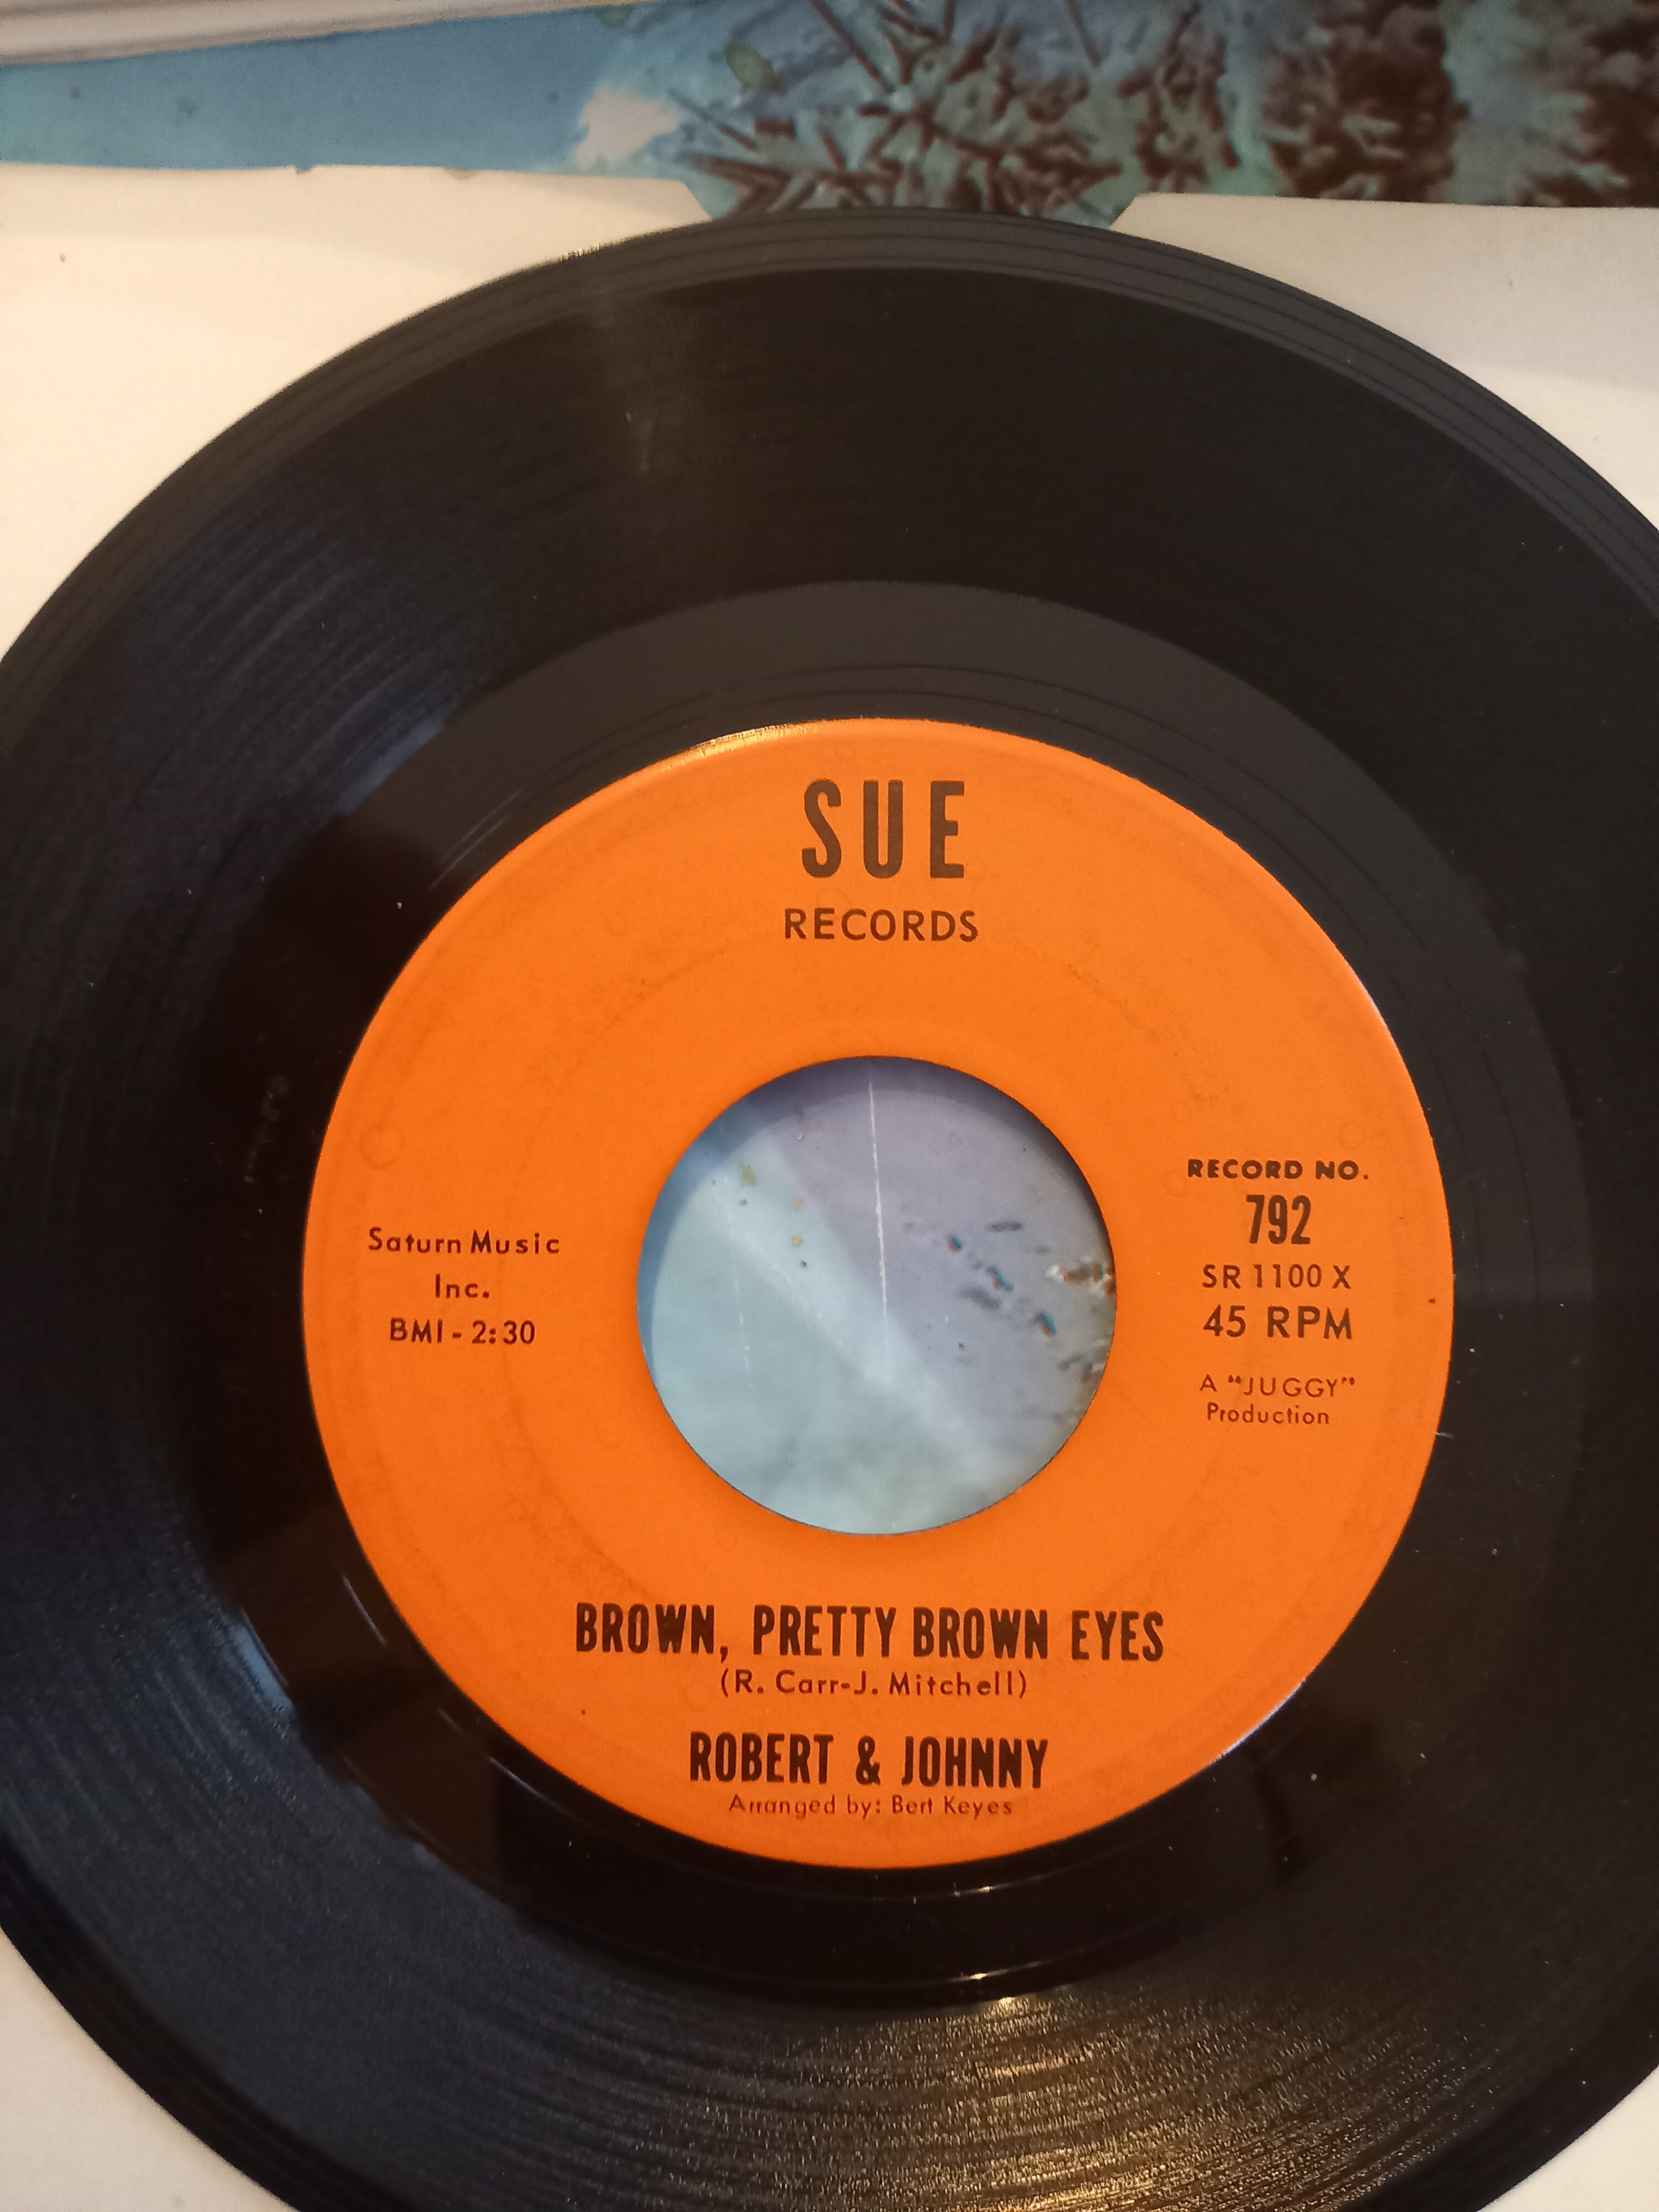 SUE
RECORDS
Saturn Music
Inc.
BMI - 2:30
RECORD NO.
792
SR 1100 X
45 RPM
A "JUGGY"
Production
BROWN, PRETTY BROWN EYES
(R. Carr-J. Mitchell)
ROBERT & JOHNNY
Arranged by: Bert Keyes